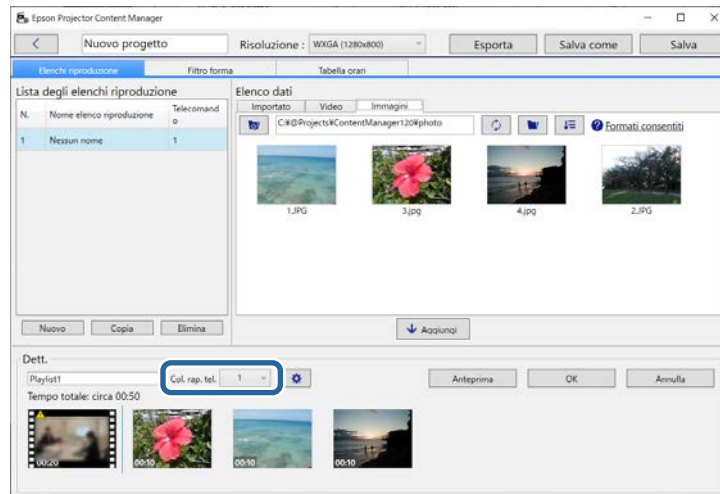 Epson Projector Content Manager
Nuovo progetto Risoluzione : WXGA (1280x800) Esporta Salva come Salva
Elenchi riproduzione Filtro forma Tabella orari
Lista degli elenchi riproduzione Elenco dati
N. Nome elenco riproduzione Telecomand
o
1 Nessun nome 1
Importato Video Immagini
C:¥@Projects¥ContentManager120¥photo Formati consentiti
1.JPG 3.jpg 4.jpg 2.JPG
Nuovo Copia Elimina Aggiungi
Dett.
Playlist1 Col. rap. tel. 1 Anteprima OK Annulla
Tempo totale: circa 00:50
00:20 00:10 00:10 00:10